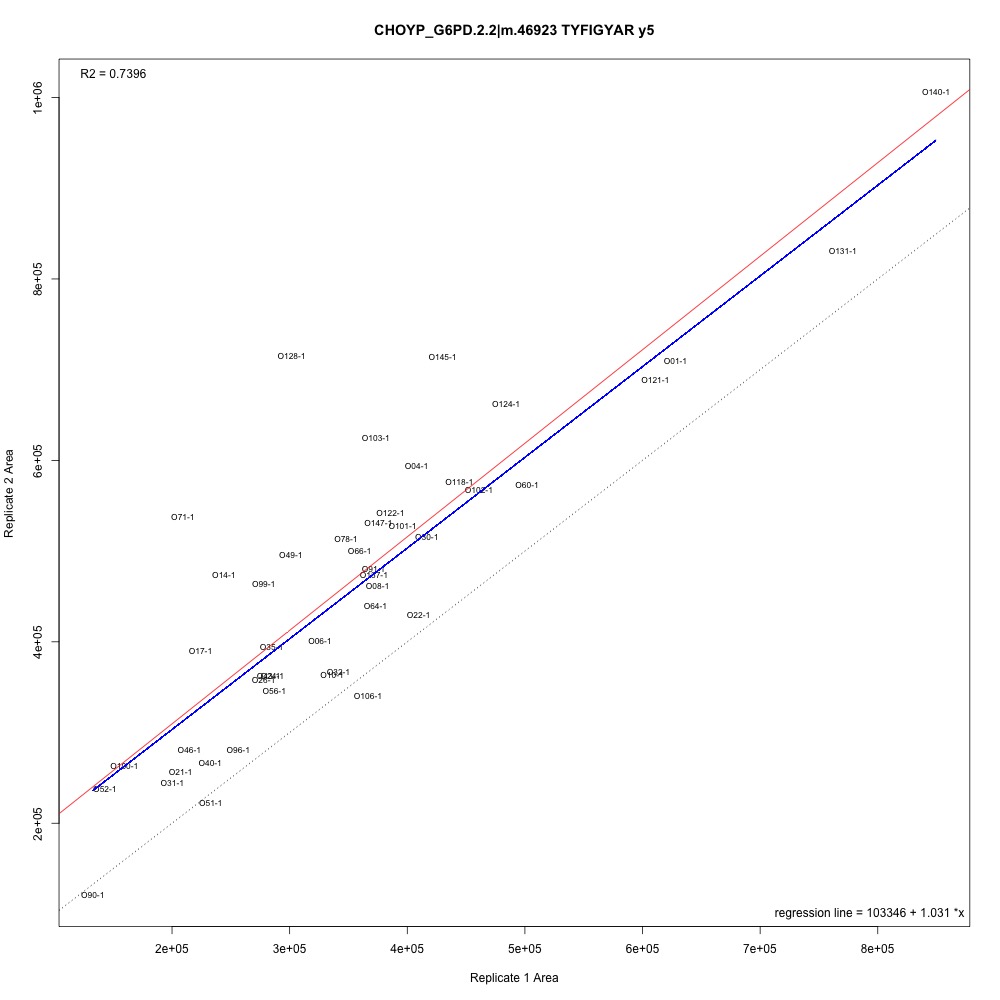 CHOYP_G6PD.2.2|m.46923 TYFIGYAR y5
R2 = 0.7396
O140-1
O131-1
O128-1
O145-1
O01-1
O121-1
O124-1
O103-1
O04-1
O118-1
O102-1
O60-1
O71-1
O122-1
O147-1
O101-1
O30-1
O78-1
O66-1
O49-1
O91-1
O14-1
O99-1
O08-1
O64-1
O22-1
O06-1
O35-1
O17-1
O32-1
O26-1
O56-1
O106-1
O46-1
O96-1
O40-1
O21-1
O31-1
O52-1
O51-1
O90-1
regression line = 103346 + 1.031 *x
2e+05
4e+05
6e+05
8e+05
1e+06
Replicate 2 Area
2e+05 3e+05 4e+05 5e+05 6e+05 7e+05 8e+05
Replicate 1 Area